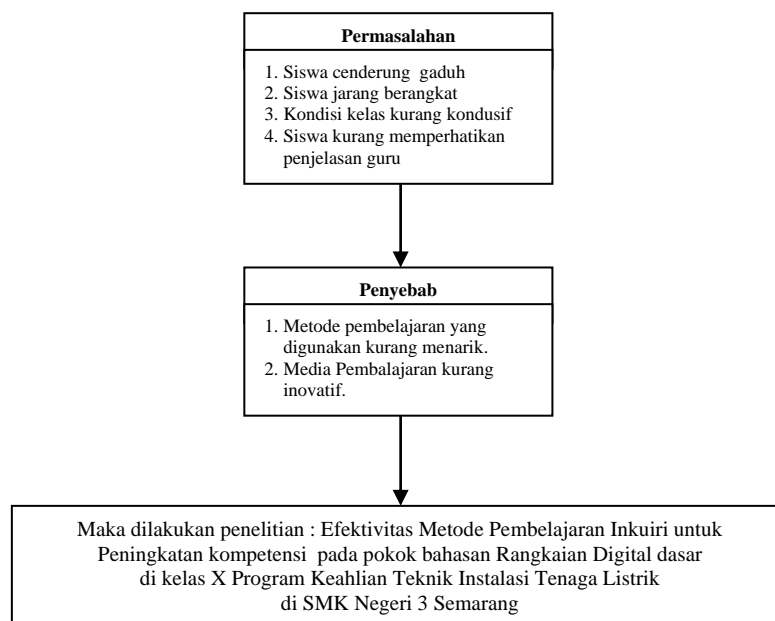 Permasalahan
1. Siswa cenderung gaduh
2. Siswa jarang berangkat
3. Kondisi kelas kurang kondusif
4. Siswa kurang memperhatikan
penjelasan guru
Penyebab
1. Metode pembelajaran yang
digunakan kurang menarik.
2. Media Pembalajaran kurang
inovatif.
Maka dilakukan penelitian : Efektivitas Metode Pembelajaran Inkuiri untuk
Peningkatan kompetensi pada pokok bahasan Rangkaian Digital dasar
di kelas X Program Keahlian Teknik Instalasi Tenaga Listrik
di SMK Negeri 3 Semarang